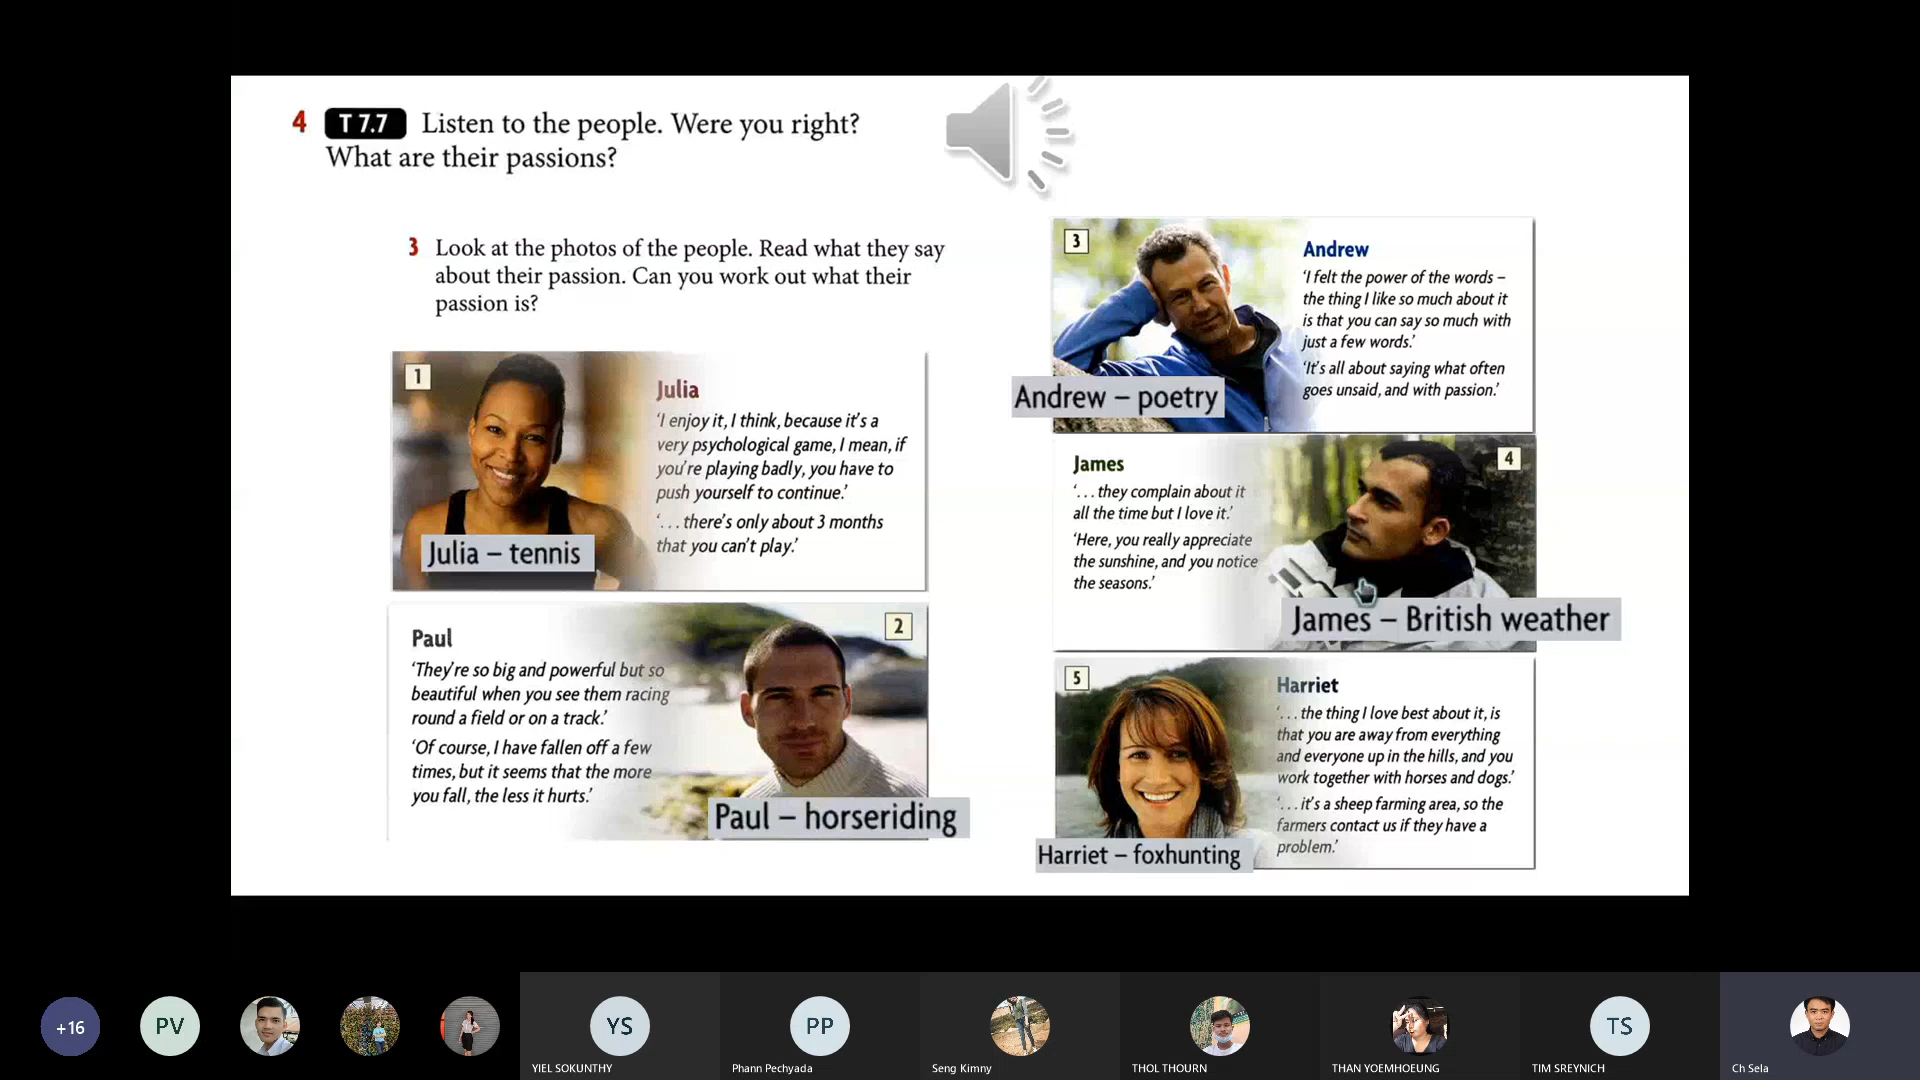 4 T 7.7 Listen to the people. Were you right?
What are their passions?
3 Look at the photos of the people. Read what they say
about their passion. Can you work out what their
passion is?
1
Julia
‘I enjoy it, I think, because it’s a
very psychological game, I mean, if
you’re playing badly, you have to
push yourself to continue.’
‘. . . there’s only about 3 months
that you can’t play.’
Julia – tennis
2
Paul
‘They’re so big and powerful but so
beautiful when you see them racing
round a field or on a track.’
‘Of course, I have fallen off a few
times, but it seems that the more
you fall, the less it hurts.’
Paul – horseriding
3
Andrew
‘I felt the power of the words –
the thing I like so much about it
is that you can say so much with
just a few words.’
‘It’s all about saying what often
goes unsaid, and with passion.’
Andrew – poetry
4
James
‘. . . they complain about it
all the time but I love it.’
‘Here, you really appreciate
the sunshine, and you notice
the seasons.’
James – British weather
5
Harriet
‘. . . the thing I love best about it, is
that you are away from everything
and everyone up in the hills, and you
work together with horses and dogs.’
‘. . . it’s a sheep farming area, so the
farmers contact us if they have a
problem.’
Harriet – foxhunting
+16
PV
YS
YIEL SOKUNTHY
PP
Phann Pechyada
Seng Kimny
THOL THOURN
THAN YOEMHOEUNG
TS
TIM SREYNICH
Ch Sela